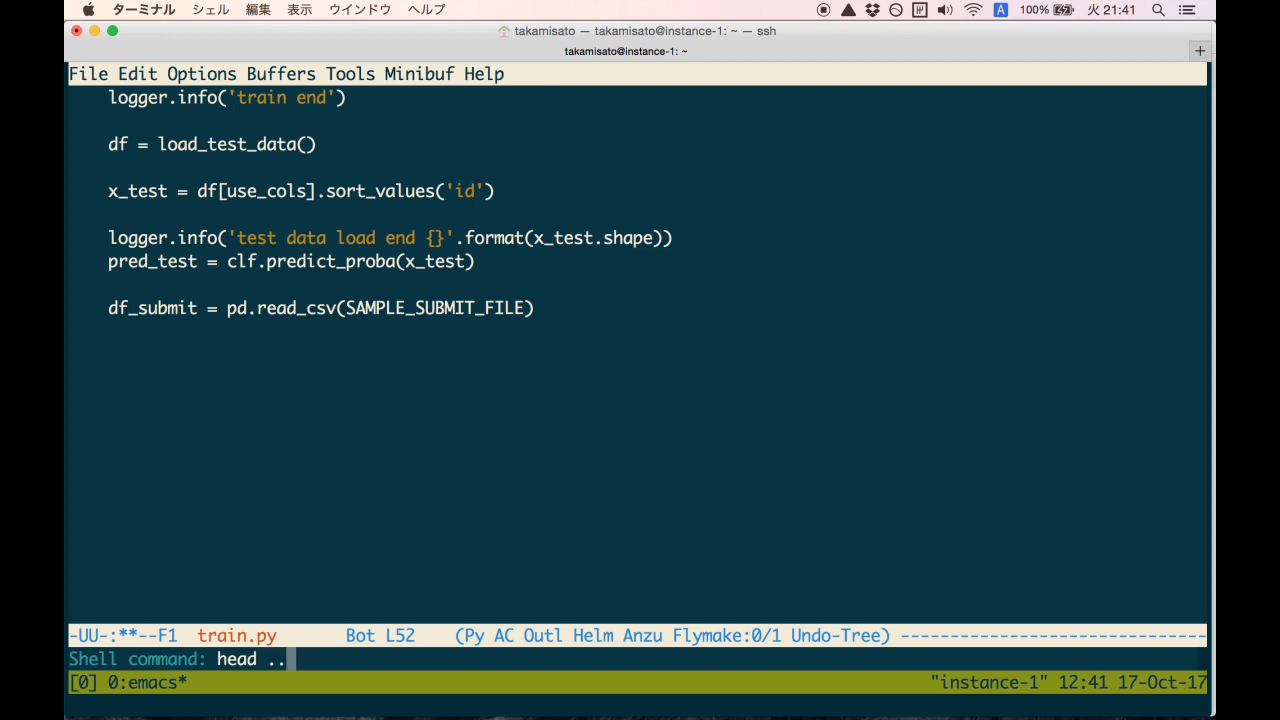 ターミナル シェル 編集 表示 ウインドウ ヘルプ A 100% 火 21:41
takamisato — takamisato@instance-1: ~ — ssh
takamisato@instance-1: ~
File Edit Options Buffers Tools Minibuf Help
logger.info('train end')
df = load_test_data()
x_test = df[use_cols].sort_values('id')
logger.info('test data load end {}'.format(x_test.shape))
pred_test = clf.predict_proba(x_test)
df_submit = pd.read_csv(SAMPLE_SUBMIT_FILE)
-UU-:**--F1 train.py Bot L52 (Py AC Outl Helm Anzu Flymake:0/1 Undo-Tree) -------------------------------
Shell command: head ..
[0] 0:emacs* "instance-1" 12:41 17-Oct-17